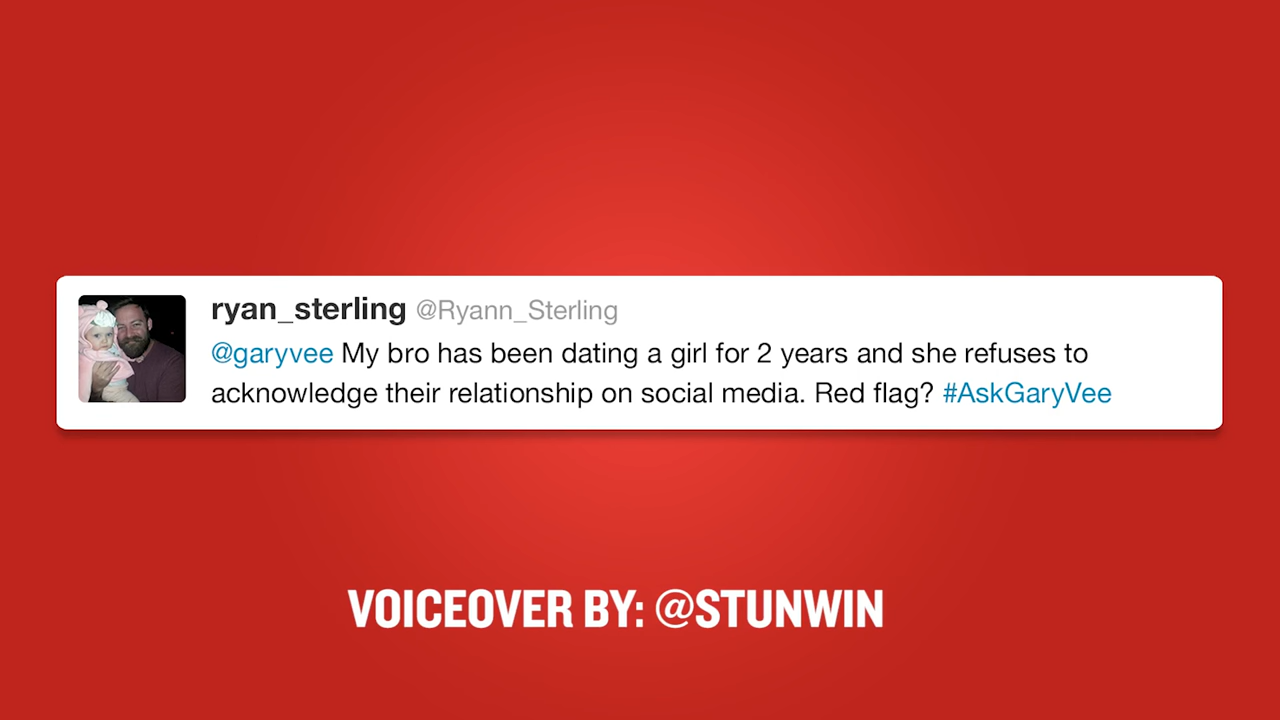 ryan_sterling @Ryann_Sterling
@garyvee My bro has been dating a girl for 2 years and she refuses to
acknowledge their relationship on social media. Red flag? #AskGaryVee
VOICEOVER BY: @STUNWIN